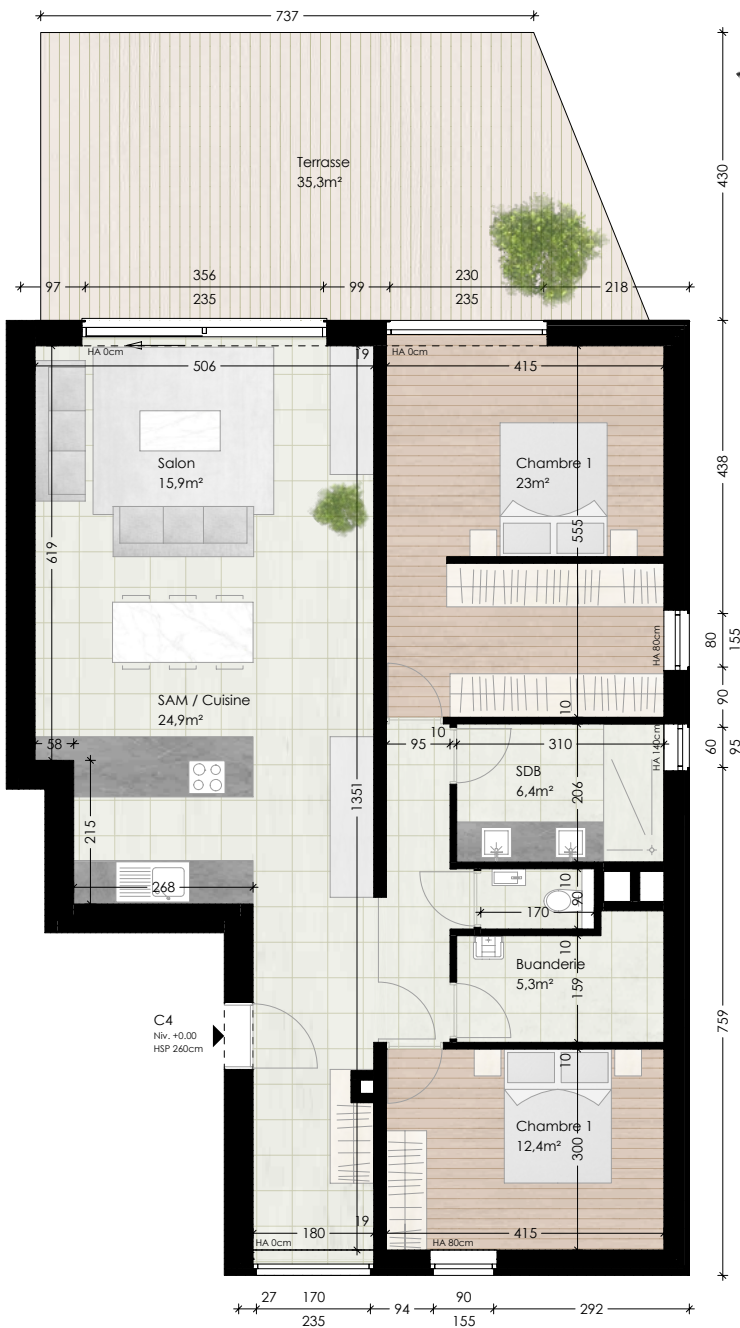 737
Terrasse
35,3m²
430
97
356
235
99
230
235
218
HA 0cm
19
HA 0cm
506
415
Salon
15,9m²
Chambre 1
23m²
438
555
619
HA 80cm
80
155
SAM / Cuisine
24,9m²
10
90
58
10
95
310
HA 140cm
60
95
SDB
6,4m²
206
1351
215
268
10
90
170
10
Buanderie
5,3m²
159
C4
Niv. +0.00
HSP 260cm
759
10
Chambre 1
12,4m²
300
19
180
415
HA 0cm
HA 80cm
27
170
235
94
90
155
292